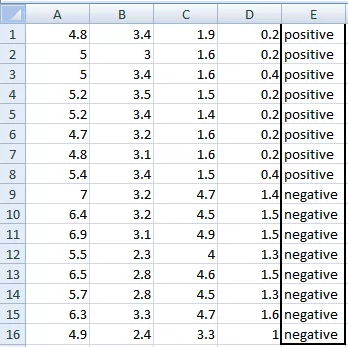 A B C D E
1 4.8 3.4 1.9 0.2 positive
2 5 3 1.6 0.2 positive
3 5 3.4 1.6 0.4 positive
4 5.2 3.5 1.5 0.2 positive
5 5.2 3.4 1.4 0.2 positive
6 4.7 3.2 1.6 0.2 positive
7 4.8 3.1 1.6 0.2 positive
8 5.4 3.4 1.5 0.4 positive
9 7 3.2 4.7 1.4 negative
10 6.4 3.2 4.5 1.5 negative
11 6.9 3.1 4.9 1.5 negative
12 5.5 2.3 4 1.3 negative
13 6.5 2.8 4.6 1.5 negative
14 5.7 2.8 4.5 1.3 negative
15 6.3 3.3 4.7 1.6 negative
16 4.9 2.4 3.3 1 negative